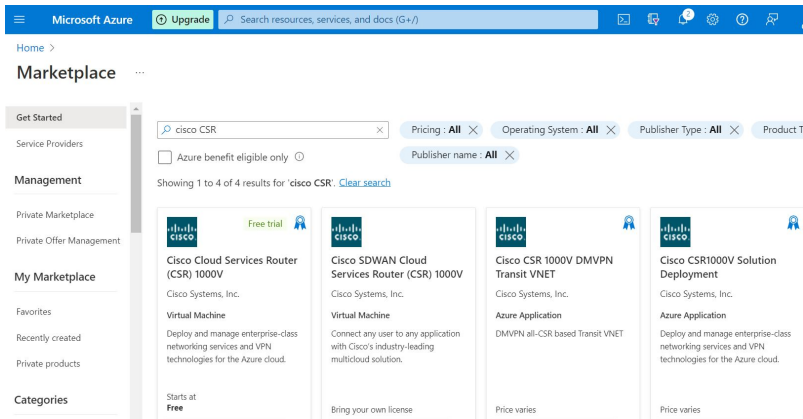 Microsoft Azure
Upgrade
Search resources, services, and docs (G+/)
2
Home >
Marketplace ...
Get Started
Service Providers
Management
Private Marketplace
Private Offer Management
My Marketplace
Favorites
Recently created
Private products
Categories
cisco CSR
Pricing : All
Operating System : All
Publisher Type : All
Product T
Azure benefit eligible only
Publisher name : All
Showing 1 to 4 of 4 results for 'cisco CSR'. Clear search
CISCO.
Free trial
Cisco Cloud Services Router
(CSR) 1000V
Cisco Systems, Inc.
Virtual Machine
Deploy and manage enterprise-class
networking services and VPN
technologies for the Azure cloud.
Starts at
Free
CISCO.
Cisco SDWAN Cloud
Services Router (CSR) 1000V
Cisco Systems, Inc.
Virtual Machine
Connect any user to any application
with Cisco's industry-leading
multicloud solution.
Bring your own license
CISCO.
Cisco CSR 1000V DMVPN
Transit VNET
Cisco Systems, Inc.
Azure Application
DMVPN all-CSR based Transit VNET
Price varies
CISCO.
Cisco CSR1000V Solution
Deployment
Cisco Systems, Inc.
Azure Application
Deploy and manage enterprise-class
networking services and VPN
technologies for the Azure cloud.
Price varies